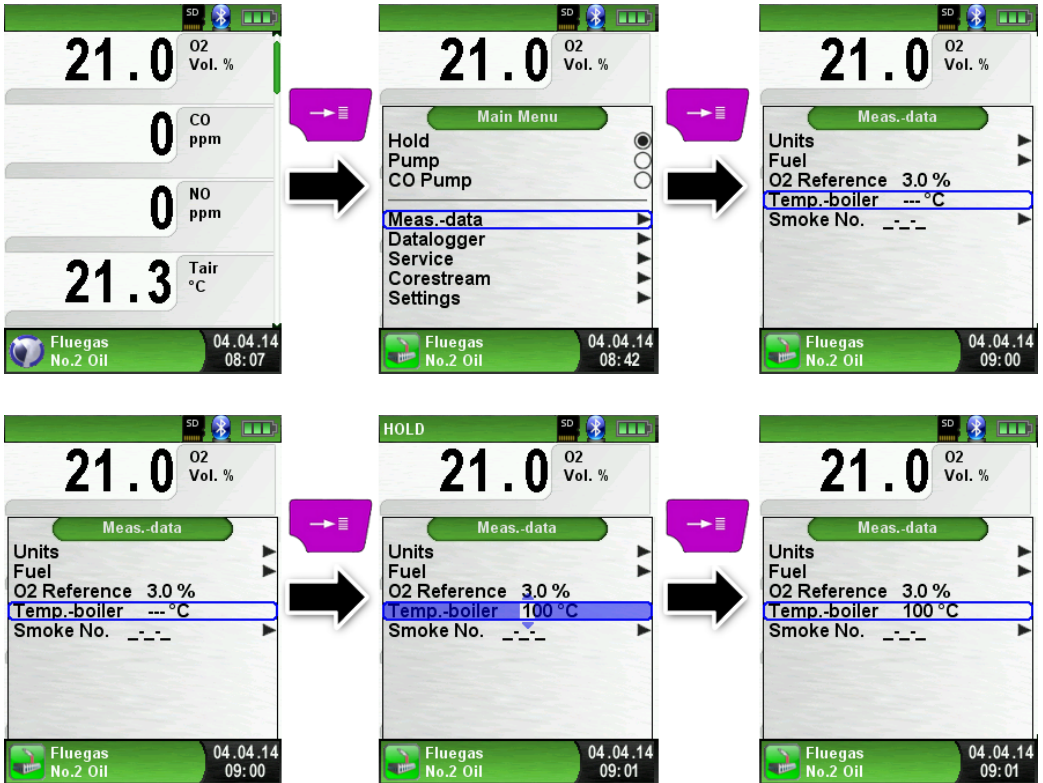 SD
21.0 O2 Vol. %
0 CO ppm
0 NO ppm
21.3 Tair °C
Fluegas 04.04.14
No.2 Oil 08:07
SD
21.0 O2 Vol. %
Main Menu
Hold
Pump
CO Pump
Meas.-data
Datalogger
Service
Corestream
Settings
Fluegas 04.04.14
No.2 Oil 08:42
SD
21.0 O2 Vol. %
Meas.-data
Units
Fuel
O2 Reference 3.0 %
Temp.-boiler --- °C
Smoke No. _-_-_
Fluegas 04.04.14
No.2 Oil 09:00
SD
21.0 O2 Vol. %
Meas.-data
Units
Fuel
O2 Reference 3.0 %
Temp.-boiler --- °C
Smoke No. _-_-_
Fluegas 04.04.14
No.2 Oil 09:00
HOLD SD
21.0 O2 Vol. %
Meas.-data
Units
Fuel
O2 Reference 3.0 %
Temp.-boiler 100 °C
Smoke No. _-_-_
Fluegas 04.04.14
No.2 Oil 09:01
SD
21.0 O2 Vol. %
Meas.-data
Units
Fuel
O2 Reference 3.0 %
Temp.-boiler 100 °C
Smoke No. _-_-_
Fluegas 04.04.14
No.2 Oil 09:01